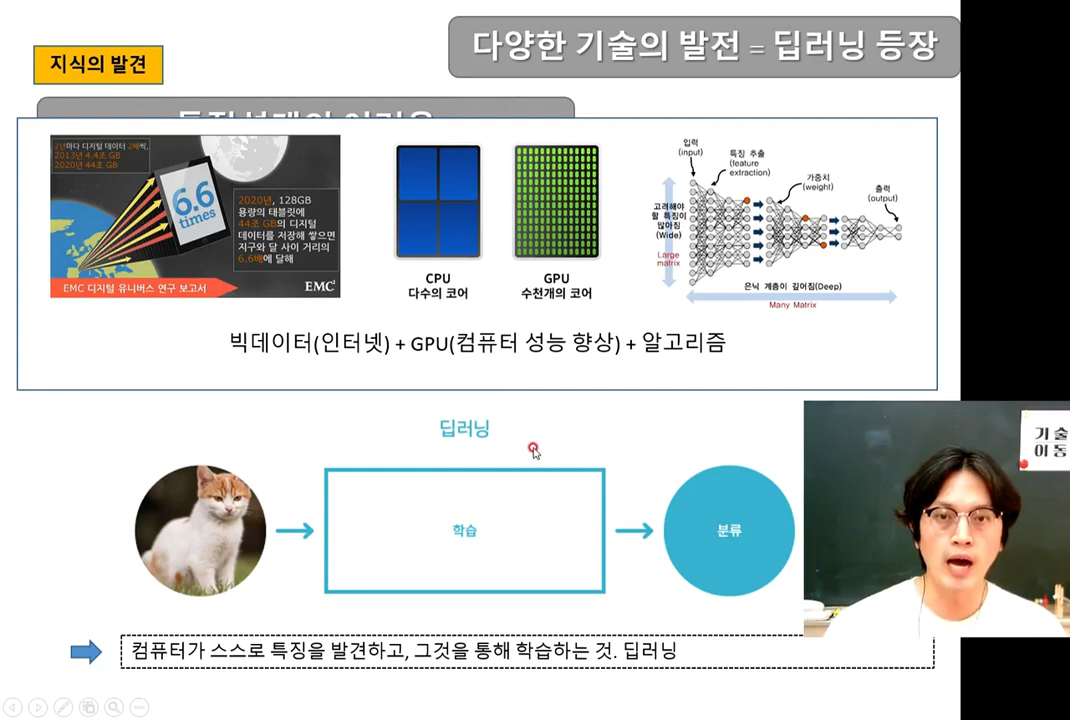 다양한 기술의 발전 = 딥러닝 등장
지식의 발견
2년마다 디지털 데이터 2배씩,
2013년 4.4조 GB
2020년 44조 GB
6.6
times
2020년, 128GB
용량의 태블릿에
44조 GB의 디지털
데이터를 저장해 쌓으면
지구와 달 사이 거리의
6.6배에 달해
EMC 디지털 유니버스 연구 보고서
EMC²
CPU
다수의 코어
GPU
수천개의 코어
입력
(input)
특징 추출
(feature
extraction)
가중치
(weight)
출력
(output)
고려해야
할 특징이
많아짐
(Wide)
Large
matrix
은닉 계층이 깊어짐(Deep)
Many Matrix
빅데이터(인터넷) + GPU(컴퓨터 성능 향상) + 알고리즘
딥러닝
학습
분류
기술
이동
컴퓨터가 스스로 특징을 발견하고, 그것을 통해 학습하는 것. 딥러닝